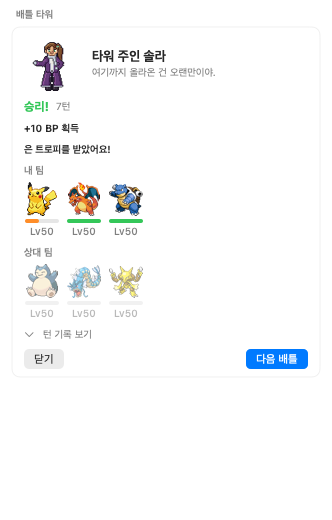 배틀 타워
타워 주인 솔라
여기까지 올라온 건 오랜만이야.
승리! 7턴
+10 BP 획득
은 트로피를 받았어요!
내 팀
Lv50 Lv50 Lv50
상대 팀
Lv50 Lv50 Lv50
턴 기록 보기
닫기 다음 배틀